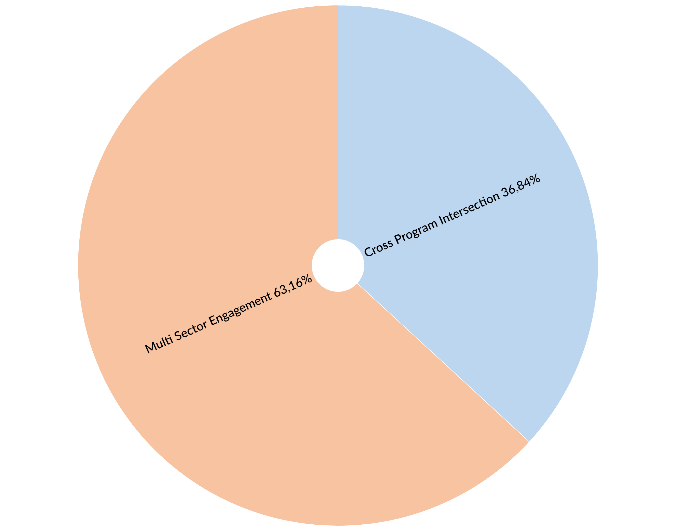 Cross Program Intersection 36.84%
Multi Sector Engagement 63.16%